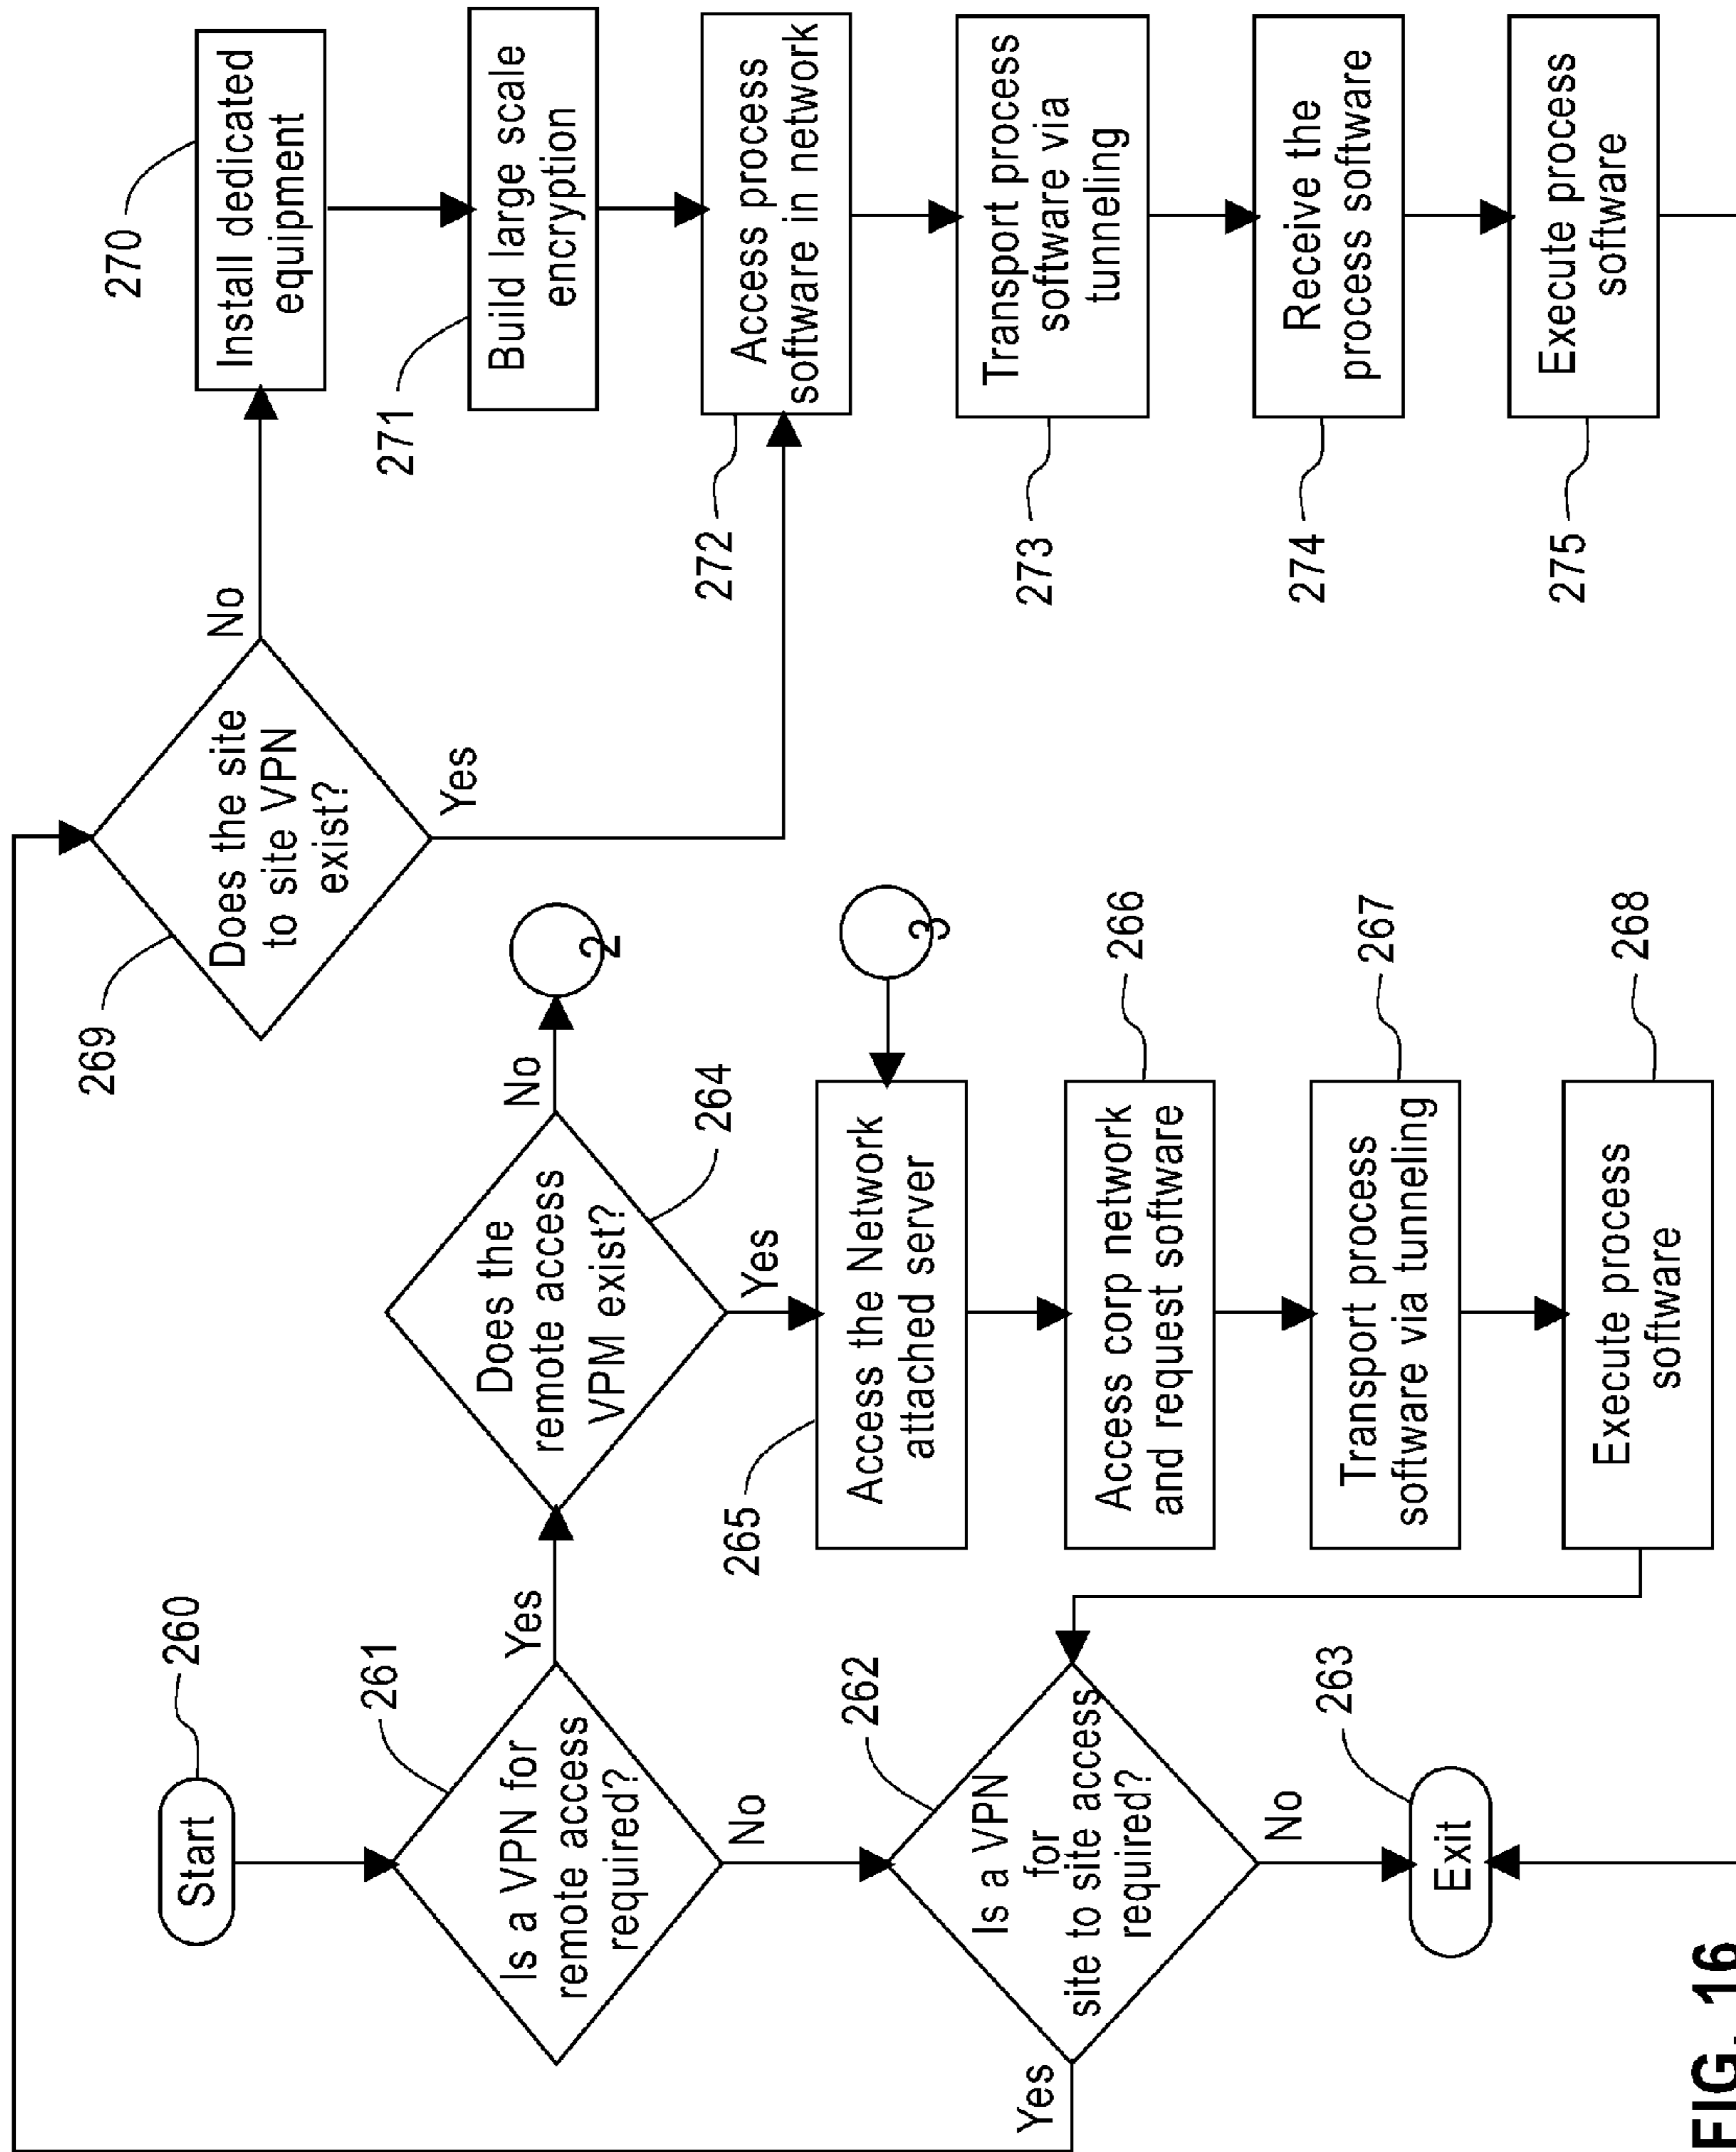 260
Start
261
Is a VPN for
remote access
required?
Yes
No
264
Does the
remote access
VPM exist?
No
2
Yes
3
265
Access the Network
attached server
266
Access corp network
and request software
267
Transport process
software via tunneling
268
Execute process
software
262
Is a VPN
for
site to site access
required?
Yes
No
263
Exit
269
Does the site
to site VPN
exist?
No
Yes
270
Install dedicated
equipment
271
Build large scale
encryption
272
Access process
software in network
273
Transport process
software via
tunneling
274
Receive the
process software
275
Execute process
software
FIG. 16